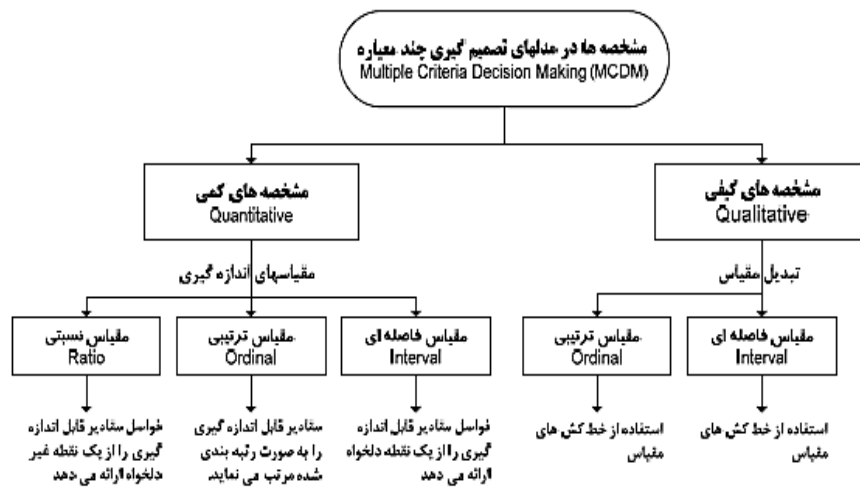 مشخصه ها در مدلهای تصمیم گیری چند معیاره
Multiple Criteria Decision Making (MCDM)
مشخصه های کیفی
Qualitative
مشخصه های کمی
Quantitative
تبدیل مقیاس
مقیاسهای اندازه گیری
مقیاس فاصله ای
Interval
مقیاس ترتیبی
Ordinal
مقیاس فاصله ای
Interval
مقیاس ترتیبی
Ordinal
مقیاس نسبتی
Ratio
استفاده از خط کش های
مقیاس
استفاده از خط کش های
مقیاس
فواصل مقادیر قابل اندازه
گیری را از یک نقطه دلخواه
ارائه می دهد
مقادیر قابل اندازه گیری
را به صورت رتبه بندی
شده مرتب می نماید.
فواصل مقادیر قابل اندازه
گیری را از یک نقطه غیر
دلخواه ارائه می دهد